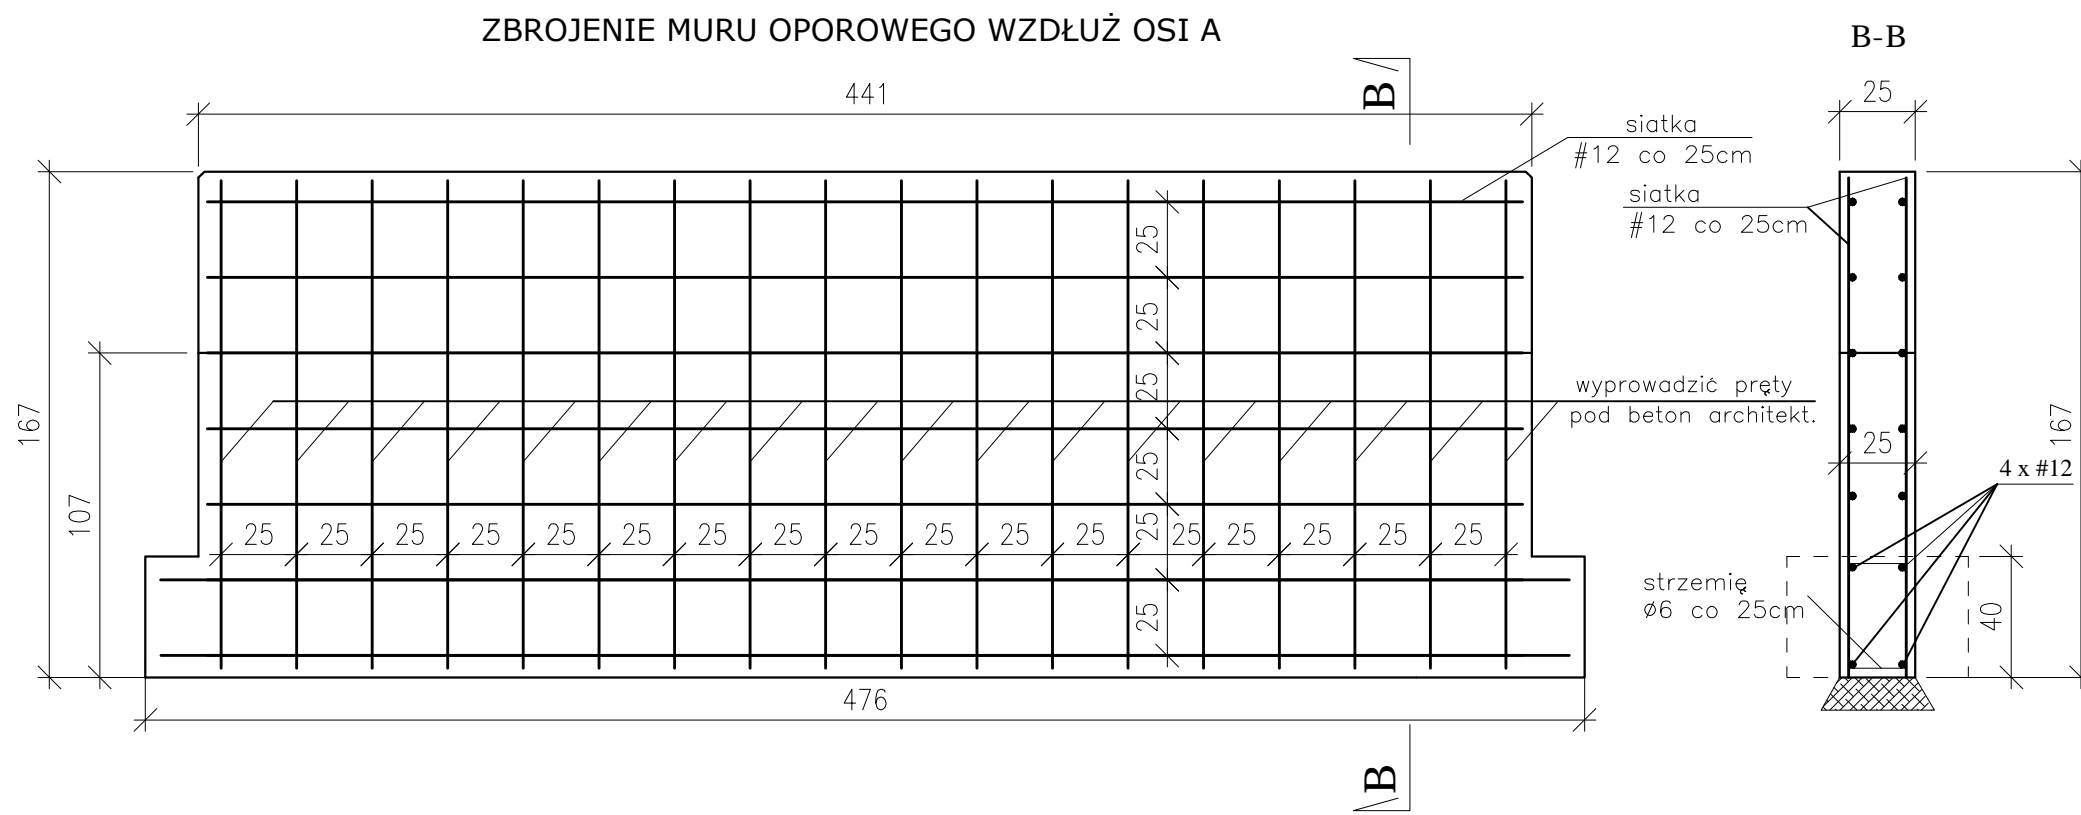 ZBROJENIE MURU OPOROWEGO WZDŁUŻ OSI A
B-B
441
B
25
siatka
#12 co 25cm
siatka
#12 co 25cm
25
25
25
25
25
25
wyprowadzić pręty
pod beton architekt.
167
107
167
25
4 x #12
25 25 25 25 25 25 25 25 25 25 25 25 25 25 25 25 25
strzemię
ø6 co 25cm
40
476
B